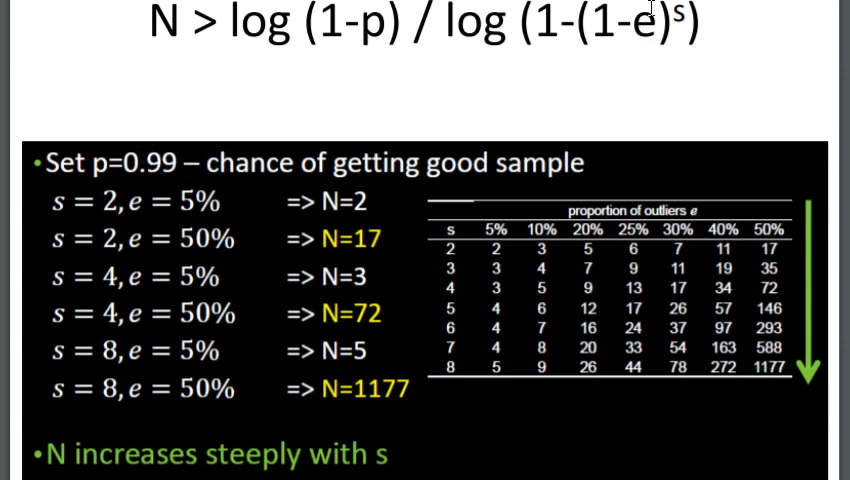 N > log (1-p) / log (1-(1-e)ˢ)
•Set p=0.99 – chance of getting good sample
s = 2, e = 5% => N=2
s = 2, e = 50% => N=17
s = 4, e = 5% => N=3
s = 4, e = 50% => N=72
s = 8, e = 5% => N=5
s = 8, e = 50% => N=1177
proportion of outliers e
s 5% 10% 20% 25% 30% 40% 50%
2 2 3 5 6 7 11 17
3 3 4 7 9 11 19 35
4 3 5 9 13 17 34 72
5 4 6 12 17 26 57 146
6 4 7 16 24 37 97 293
7 4 8 20 33 54 163 588
8 5 9 26 44 78 272 1177
•N increases steeply with s